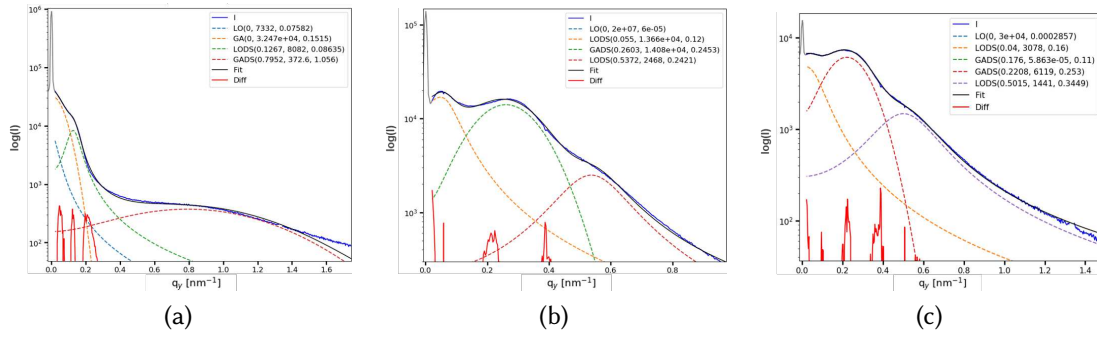 I
LO(0, 7332, 0.07582)
GA(0, 3.247e+04, 0.1515)
LODS(0.1267, 8082, 0.08635)
GADS(0.7952, 372.6, 1.056)
Fit
Diff
log(I)
10⁶
10⁵
10⁴
10³
10²
0.0 0.2 0.4 0.6 0.8 1.0 1.2 1.4 1.6
q_y [nm⁻¹]
(a)
I
LO(0, 2e+07, 6e-05)
LODS(0.055, 1.366e+04, 0.12)
GADS(0.2603, 1.408e+04, 0.2453)
LODS(0.5372, 2468, 0.2421)
Fit
Diff
log(I)
10⁵
10⁴
10³
0.0 0.2 0.4 0.6 0.8
q_y [nm⁻¹]
(b)
I
LO(0, 3e+04, 0.0002857)
LODS(0.04, 3078, 0.16)
GADS(0.176, 5.863e-05, 0.11)
GADS(0.2208, 6119, 0.253)
LODS(0.5015, 1441, 0.3449)
Fit
Diff
log(I)
10⁴
10³
10²
0.0 0.2 0.4 0.6 0.8 1.0 1.2 1.4
q_y [nm⁻¹]
(c)